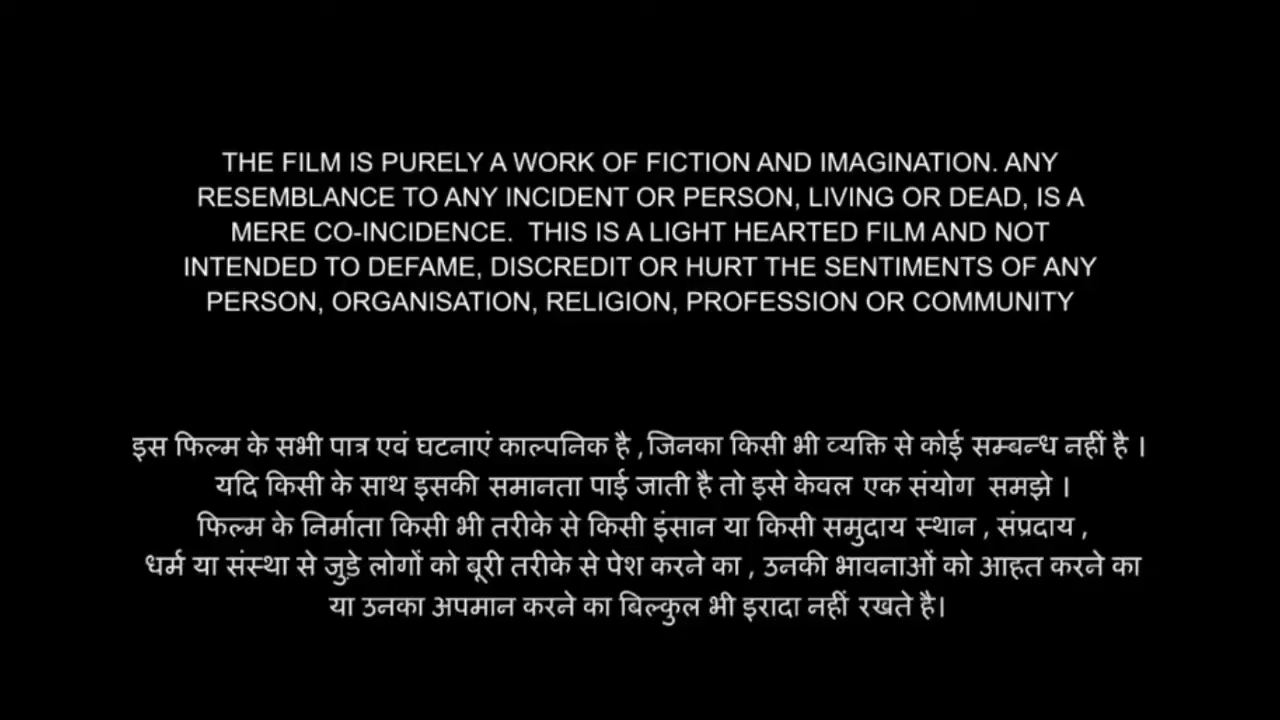 THE FILM IS PURELY A WORK OF FICTION AND IMAGINATION. ANY
RESEMBLANCE TO ANY INCIDENT OR PERSON, LIVING OR DEAD, IS A
MERE CO-INCIDENCE.  THIS IS A LIGHT HEARTED FILM AND NOT
INTENDED TO DEFAME, DISCREDIT OR HURT THE SENTIMENTS OF ANY
PERSON, ORGANISATION, RELIGION, PROFESSION OR COMMUNITY
इस फिल्म के सभी पात्र एवं घटनाएं काल्पनिक है , जिनका किसी भी व्यक्ति से कोई सम्बन्ध नहीं है ।
यदि किसी के साथ इसकी समानता पाई जाती है तो इसे केवल एक संयोग समझे ।
फिल्म के निर्माता किसी भी तरीके से किसी इंसान या किसी समुदाय स्थान , संप्रदाय ,
धर्म या संस्था से जुड़े लोगों को बूरी तरीके से पेश करने का , उनकी भावनाओं को आहत करने का
या उनका अपमान करने का बिल्कुल भी इरादा नहीं रखते है।